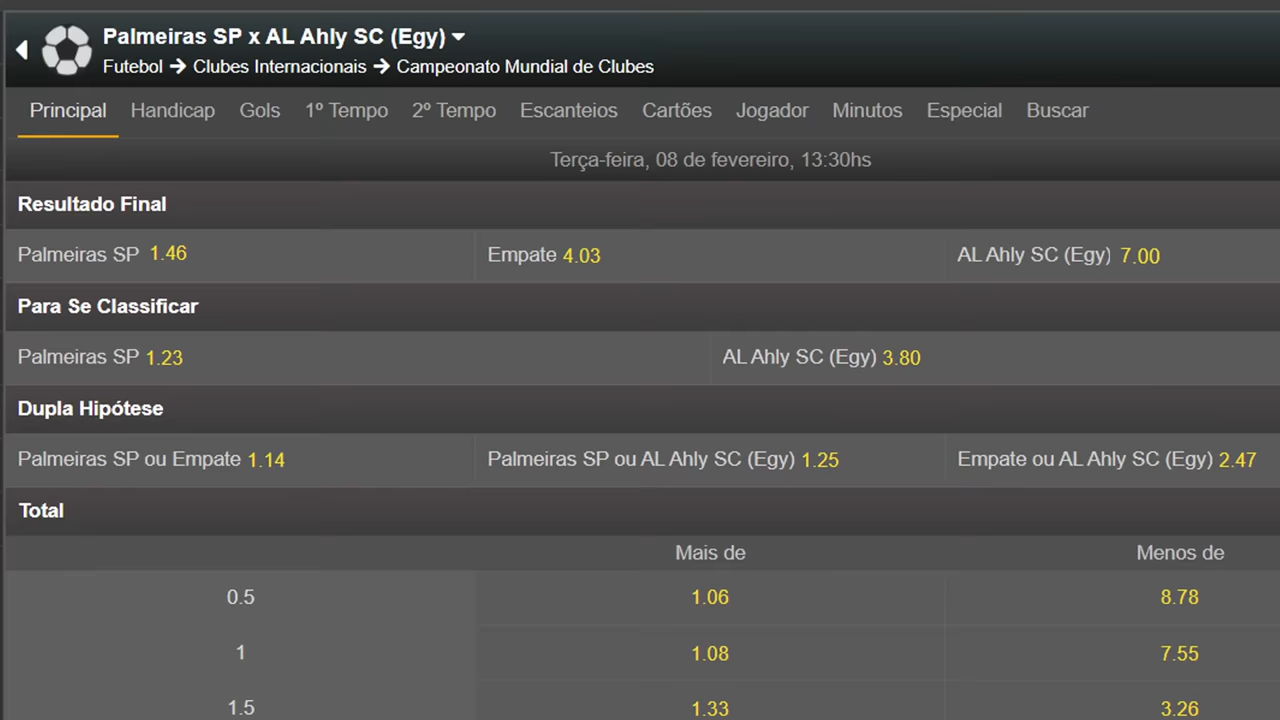 Palmeiras SP x AL Ahly SC (Egy)
Futebol → Clubes Internacionais → Campeonato Mundial de Clubes
Principal Handicap Gols 1º Tempo 2º Tempo Escanteios Cartões Jogador Minutos Especial Buscar
Terça-feira, 08 de fevereiro, 13:30hs
Resultado Final
Palmeiras SP 1.46 Empate 4.03 AL Ahly SC (Egy) 7.00
Para Se Classificar
Palmeiras SP 1.23 AL Ahly SC (Egy) 3.80
Dupla Hipótese
Palmeiras SP ou Empate 1.14 Palmeiras SP ou AL Ahly SC (Egy) 1.25 Empate ou AL Ahly SC (Egy) 2.47
Total
Mais de Menos de
0.5 1.06 8.78
1 1.08 7.55
1.5 1.33 3.26